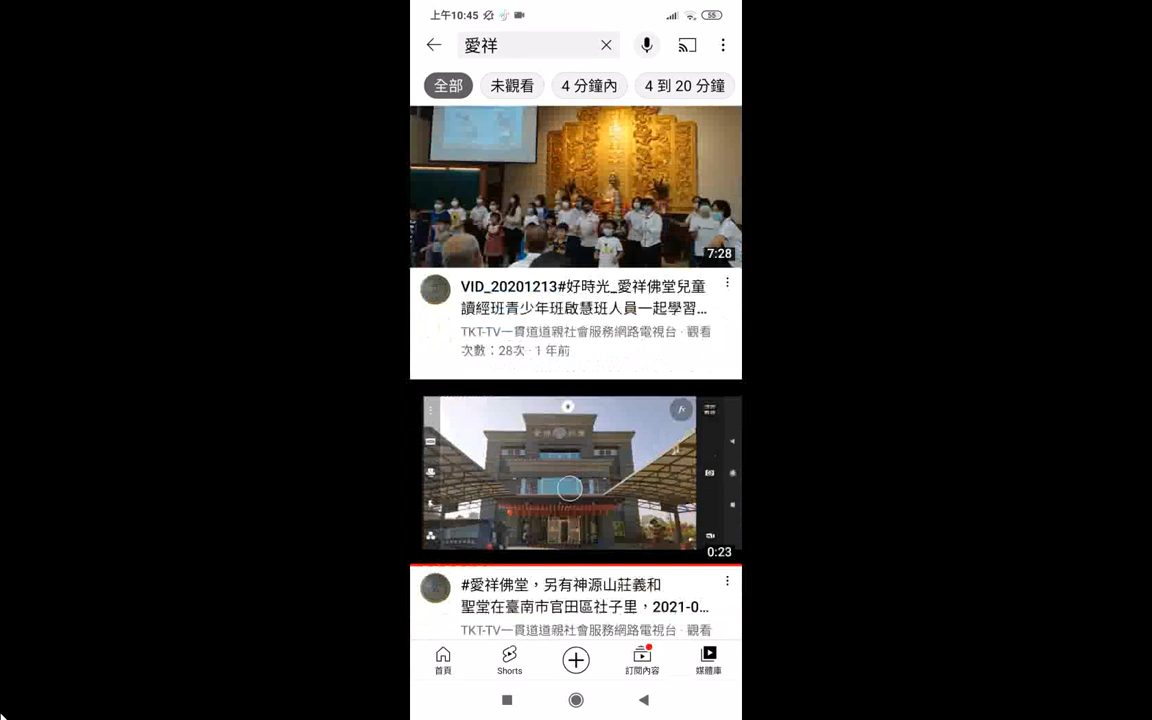 上午10:45
55
愛祥
全部 未觀看 4 分鐘內 4 到 20 分鐘
7:28
VID_20201213#好時光_愛祥佛堂兒童
讀經班青少年班啟慧班人員一起學習...
TKT-TV一貫道道親社會服務網路電視台 · 觀看
次數：28次 · 1 年前
0:23
#愛祥佛堂，另有神源山莊義和
聖堂在臺南市官田區社子里，2021-0...
TKT-TV一貫道道親社會服務網路電視台 · 觀看
首頁 Shorts 訂閱內容 媒體庫